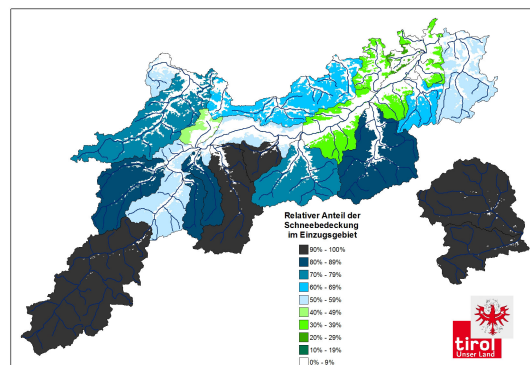 Relativer Anteil der
Schneebedeckung
im Einzugsgebiet
90% - 100%
80% - 89%
70% - 79%
60% - 69%
50% - 59%
40% - 49%
30% - 39%
20% - 29%
10% - 19%
0% - 9%
tirol
Unser Land